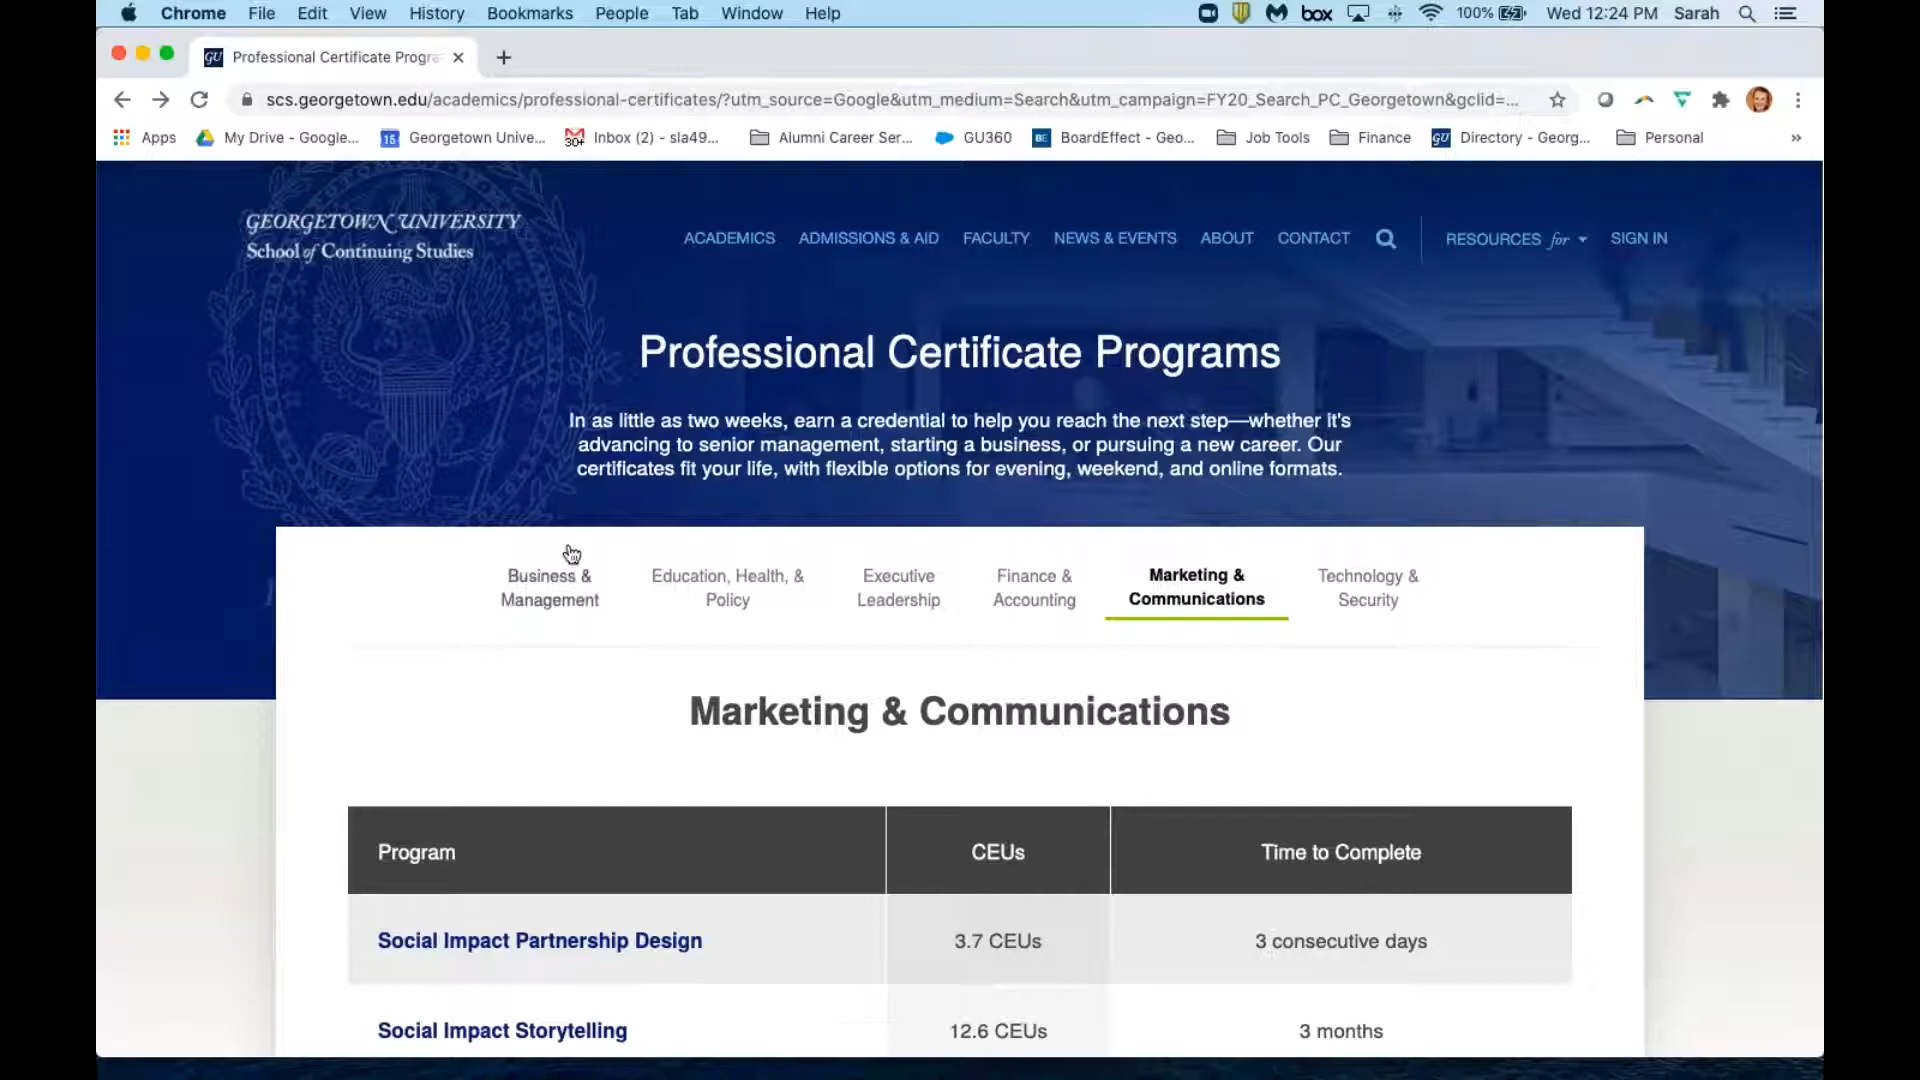 Chrome File Edit View History Bookmarks People Tab Window Help
box 100% Wed 12:24 PM Sarah
GU Professional Certificate Progra
scs.georgetown.edu/academics/professional-certificates/?utm_source=Google&utm_medium=Search&utm_campaign=FY20_Search_PC_Georgetown&gclid=...
Apps My Drive - Google... 15 Georgetown Unive... 30+ Inbox (2) - sla49... Alumni Career Ser... GU360 BE BoardEffect - Geo... Job Tools Finance GU Directory - Georg... Personal »
GEORGETOWN UNIVERSITY
School of Continuing Studies
ACADEMICS ADMISSIONS & AID FACULTY NEWS & EVENTS ABOUT CONTACT RESOURCES for SIGN IN
Professional Certificate Programs
In as little as two weeks, earn a credential to help you reach the next step—whether it's
advancing to senior management, starting a business, or pursuing a new career. Our
certificates fit your life, with flexible options for evening, weekend, and online formats.
Business &
Management
Education, Health, &
Policy
Executive
Leadership
Finance &
Accounting
Marketing &
Communications
Technology &
Security
Marketing & Communications
Program CEUs Time to Complete
Social Impact Partnership Design 3.7 CEUs 3 consecutive days
Social Impact Storytelling 12.6 CEUs 3 months